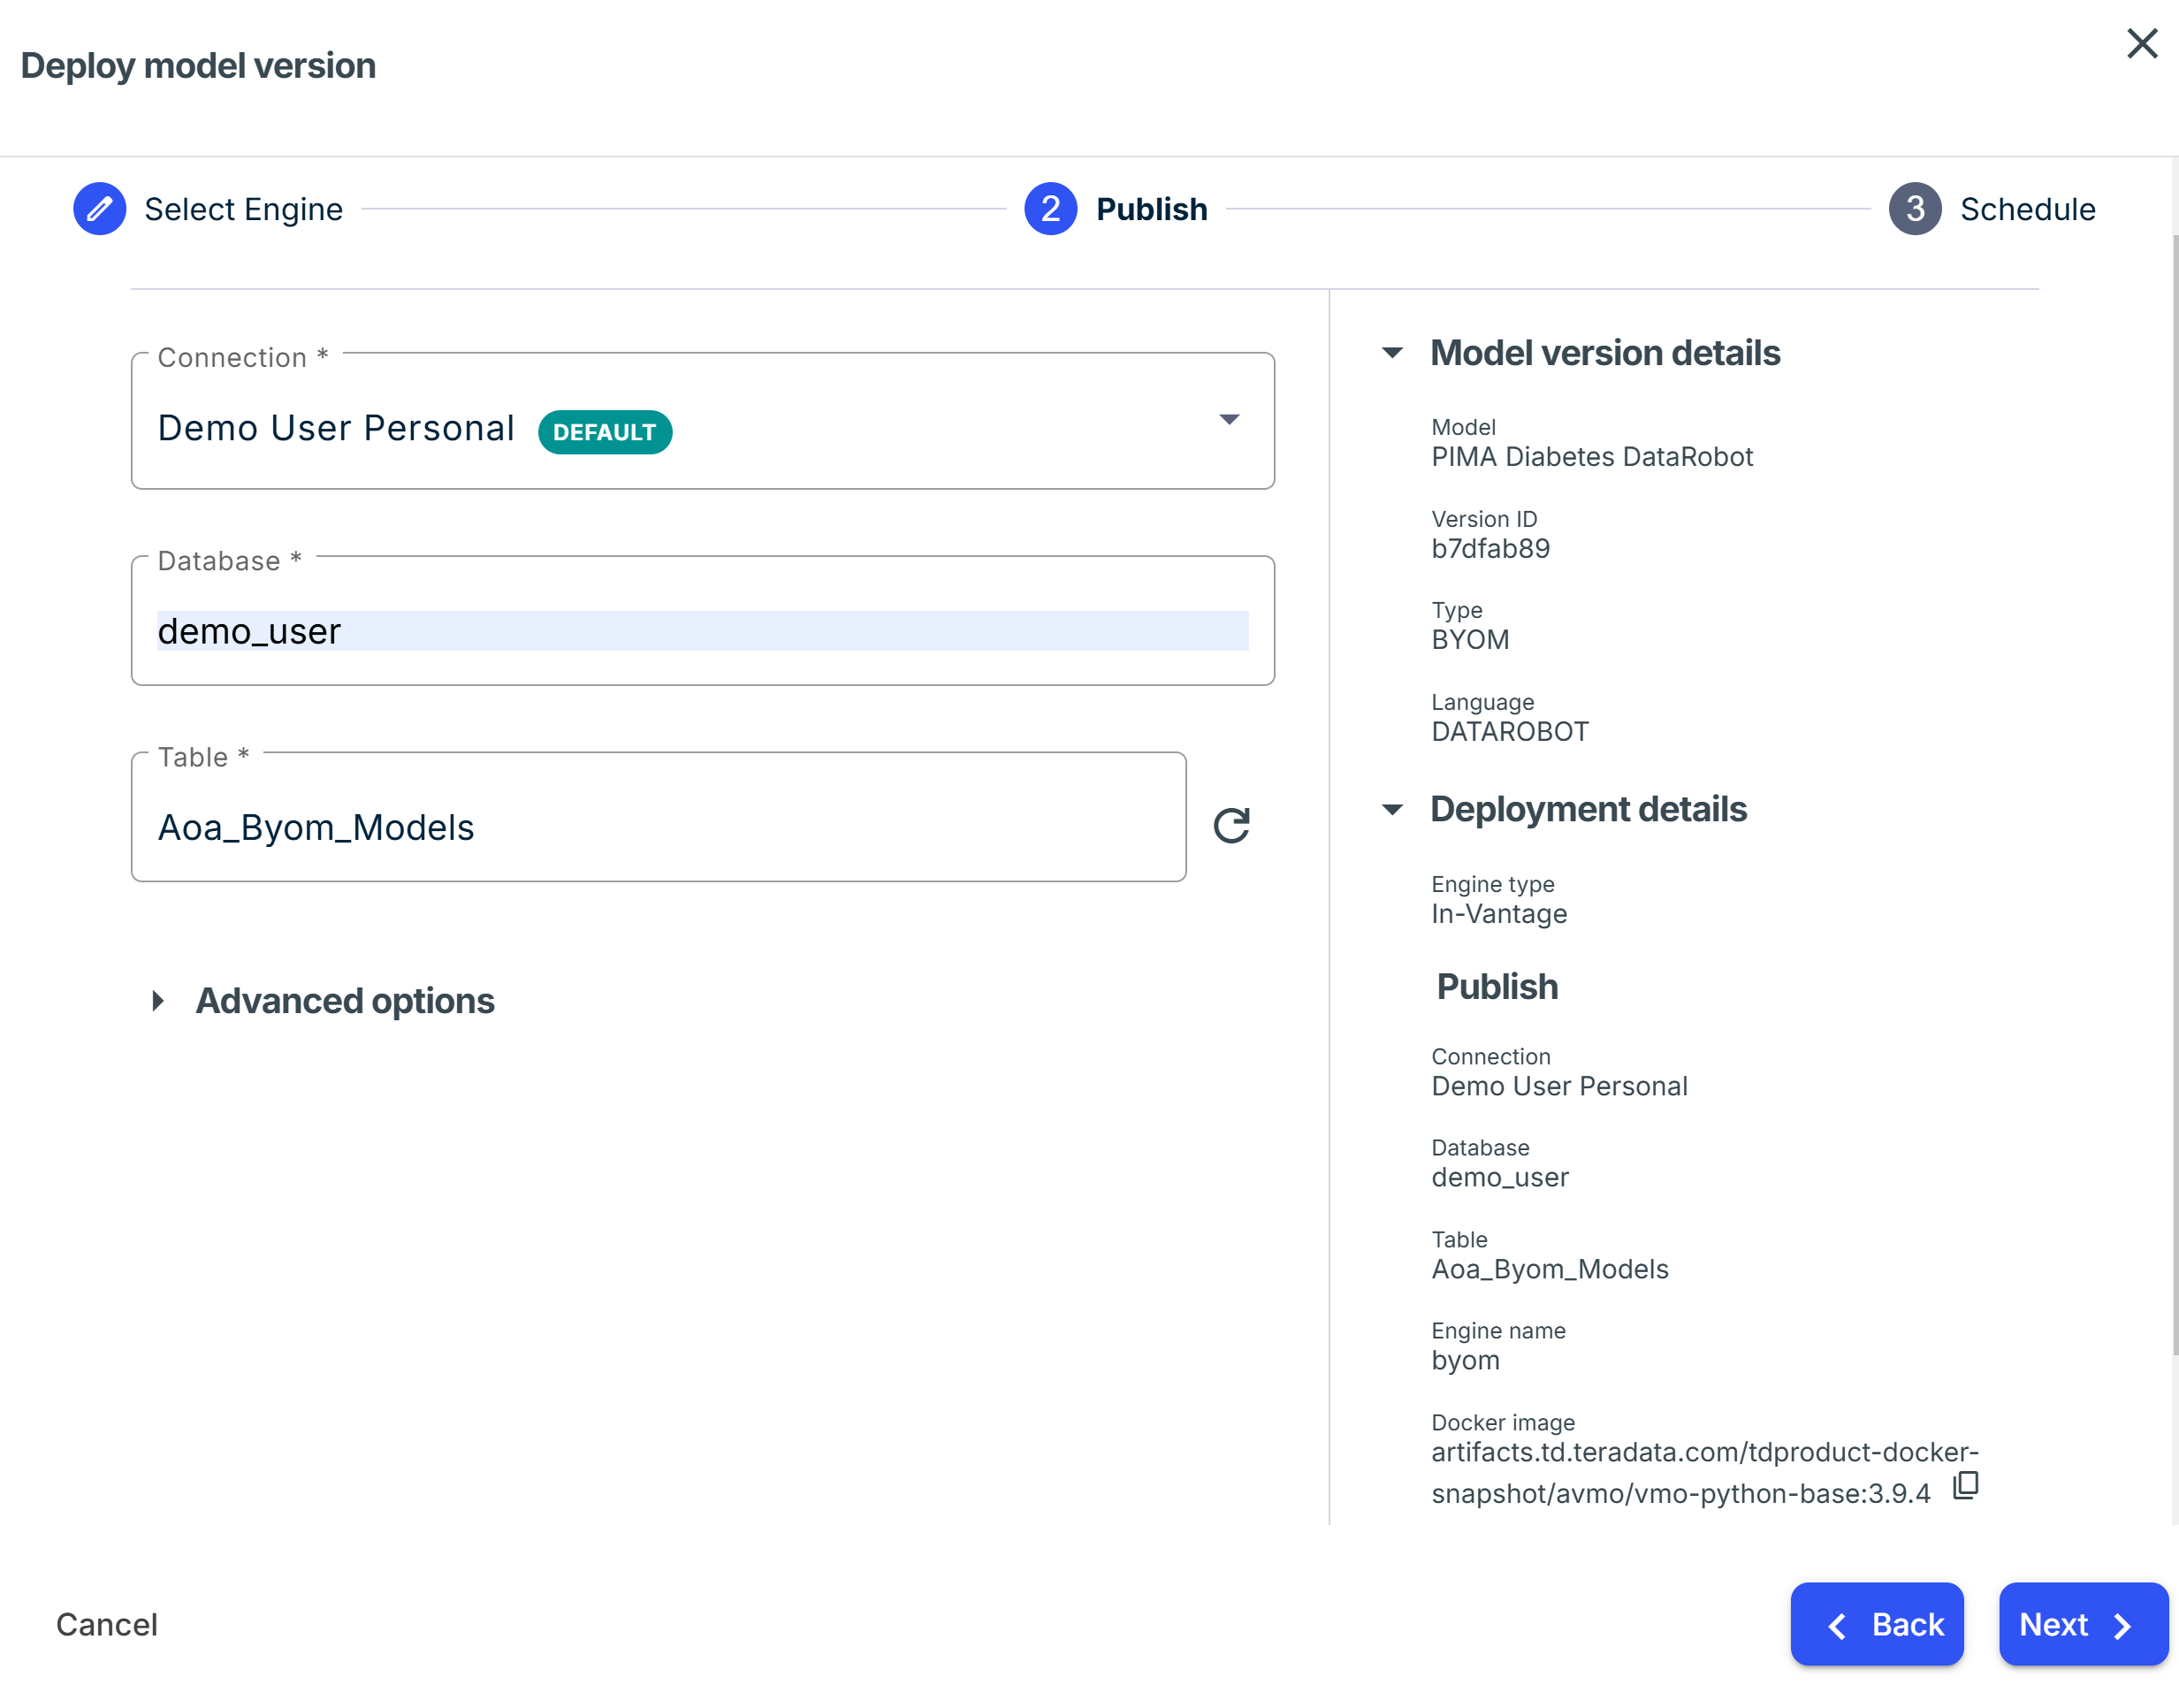 Deploy model version
Select Engine
2 Publish
3 Schedule
Connection *
Demo User Personal DEFAULT
Database *
demo_user
Table *
Aoa_Byom_Models
Advanced options
Model version details
Model
PIMA Diabetes DataRobot
Version ID
b7dfab89
Type
BYOM
Language
DATAROBOT
Deployment details
Engine type
In-Vantage
Publish
Connection
Demo User Personal
Database
demo_user
Table
Aoa_Byom_Models
Engine name
byom
Docker image
artifacts.td.teradata.com/tdproduct-docker-
snapshot/avmo/vmo-python-base:3.9.4
Cancel
Back
Next